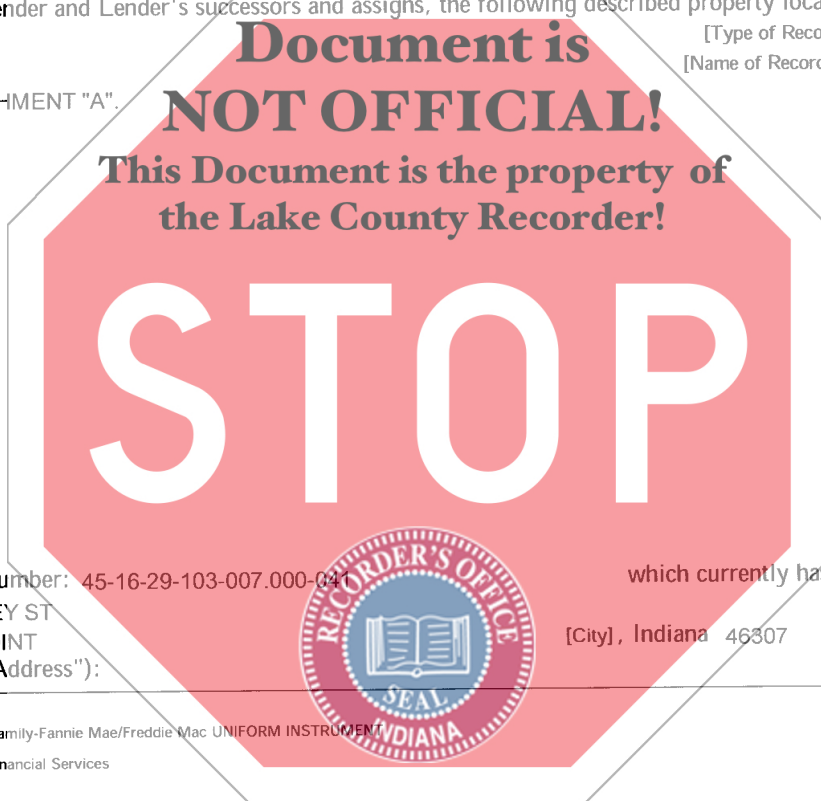 nder and Lender's successors and assigns, the following described property loca
Document is
[Type of Reco
[Name of Record
NOT OFFICIAL!
HMENT "A".
This Document is the property of
the Lake County Recorder!
STOP
umber: 45-16-29-103-007.000-041
which currently ha
EY ST
INT
[City], Indiana 46307
Address"):
RECORDER'S OFFICE
SEAL
INDIANA
amily-Fannie Mae/Freddie Mac UNIFORM INSTRUMENT
nancial Services